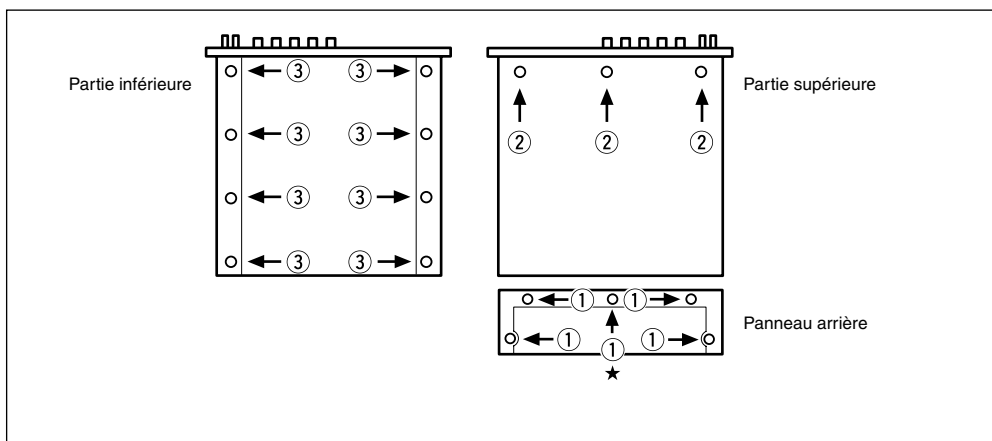 Partie inférieure
③ ③
③ ③
③ ③
③ ③
Partie supérieure
② ② ②
Panneau arrière
① ①
① ① ①
★